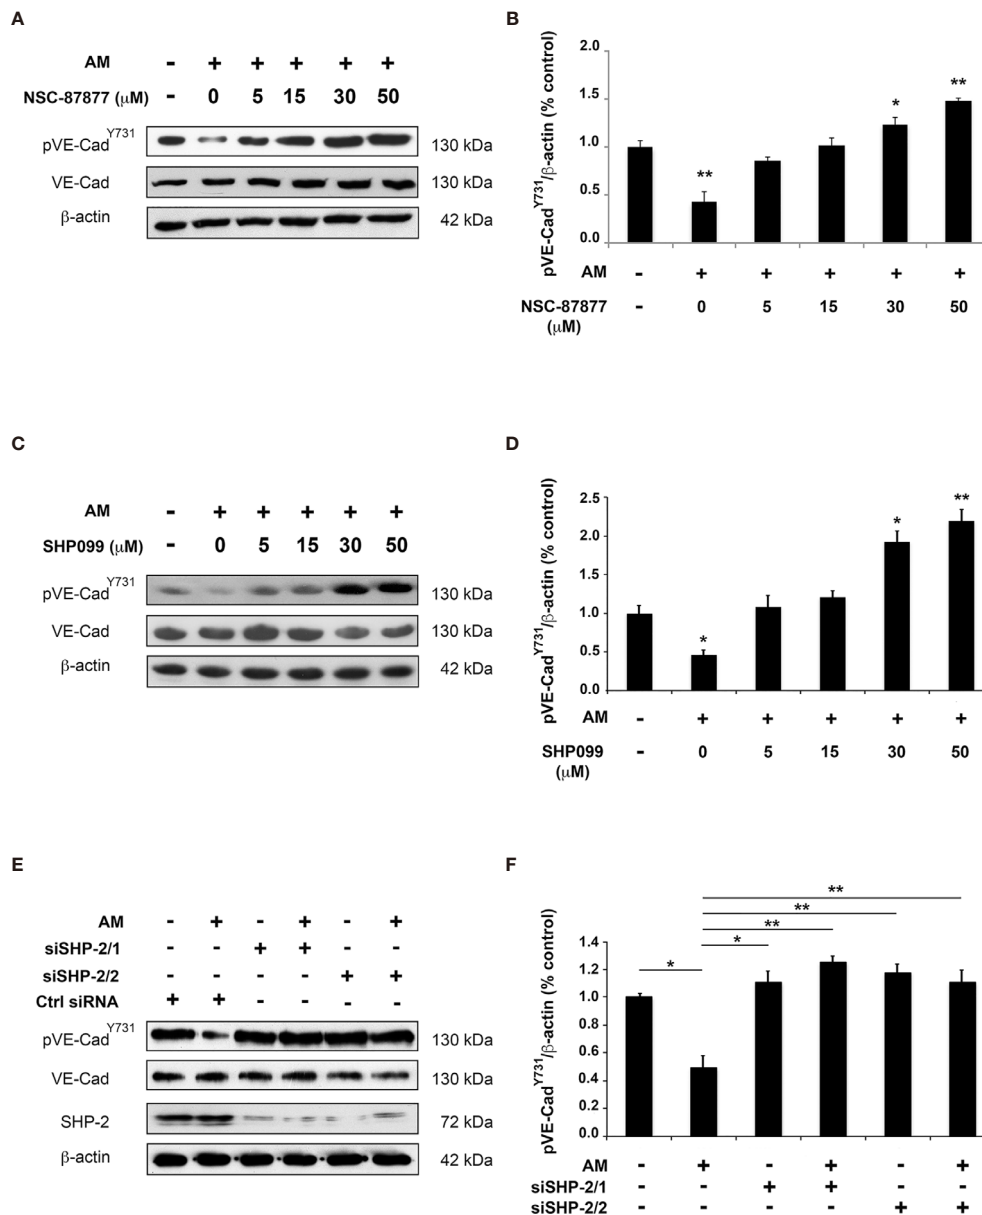 A
AM - + + + + +
NSC-87877 (μM) - 0 5 15 30 50
pVE-Cad^Y731 130 kDa
VE-Cad 130 kDa
β-actin 42 kDa
B
pVE-Cad^Y731/β-actin (% control)
2.0
1.5
1.0
0.5
0.0
** * **
AM - + + + + +
NSC-87877 - 0 5 15 30 50
(μM)
C
AM - + + + + +
SHP099 (μM) - 0 5 15 30 50
pVE-Cad^Y731 130 kDa
VE-Cad 130 kDa
β-actin 42 kDa
D
pVE-Cad^Y731/β-actin (% control)
2.5
2.0
1.5
1.0
0.5
0.0
* * **
AM - + + + + +
SHP099 - 0 5 15 30 50
(μM)
E
AM - + - + - +
siSHP-2/1 - - + + - -
siSHP-2/2 - - - - + +
Ctrl siRNA + + - - - -
pVE-Cad^Y731 130 kDa
VE-Cad 130 kDa
SHP-2 72 kDa
β-actin 42 kDa
F
pVE-Cad^Y731/β-actin (% control)
**
**
**
*
*
1.4
1.2
1.0
0.8
0.6
0.4
0.2
0.0
AM - + - + - +
siSHP-2/1 - - + + - -
siSHP-2/2 - - - - + +